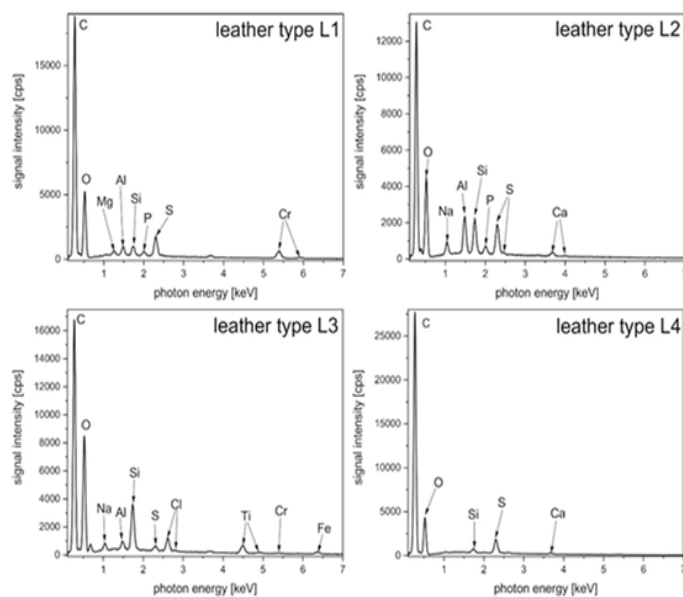 leather type L1
signal intensity [cps]
15000
10000
5000
0
C
O
Mg
Al
Si
P
S
Cr
0 1 2 3 4 5 6 7
photon energy [keV]
leather type L2
signal intensity [cps]
12000
10000
8000
6000
4000
2000
0
C
O
Na
Al
Si
P
S
Ca
0 1 2 3 4 5 6 7
photon energy [keV]
leather type L3
signal intensity [cps]
16000
14000
12000
10000
8000
6000
4000
2000
0
C
O
Na
Al
Si
S
Cl
Ti
Cr
Fe
0 1 2 3 4 5 6 7
photon energy [keV]
leather type L4
signal intensity [cps]
25000
20000
15000
10000
5000
0
C
O
Si
S
Ca
0 1 2 3 4 5 6 7
photon energy [keV]